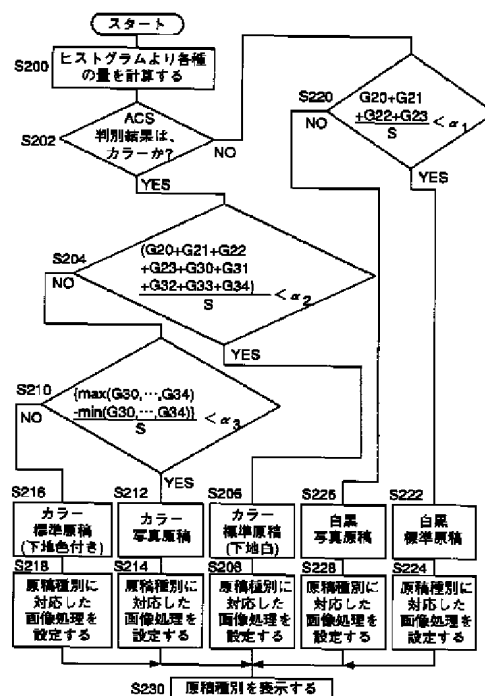 スタート
S200
ヒストグラムより各種
の量を計算する
S202
ACS
判別結果は、
カラーか?
NO
YES
S220
G20+G21
+G22+G23
S
<α1
NO
YES
S204
(G20+G21+G22
+G23+G30+G31
+G32+G33+G34)
S
<α2
NO
YES
S210
{max(G30,…,G34)
-min(G30,…,G34)}
S
<α3
NO
YES
S216
カラー
標準原稿
(下地色付き)
S212
カラー
写真原稿
S206
カラー
標準原稿
(下地白)
S226
白黒
写真原稿
S222
白黒
標準原稿
S218
原稿種別に
対応した
画像処理を
設定する
S214
原稿種別に
対応した
画像処理を
設定する
S208
原稿種別に
対応した
画像処理を
設定する
S228
原稿種別に
対応した
画像処理を
設定する
S224
原稿種別に
対応した
画像処理を
設定する
S230
原稿種別を表示する